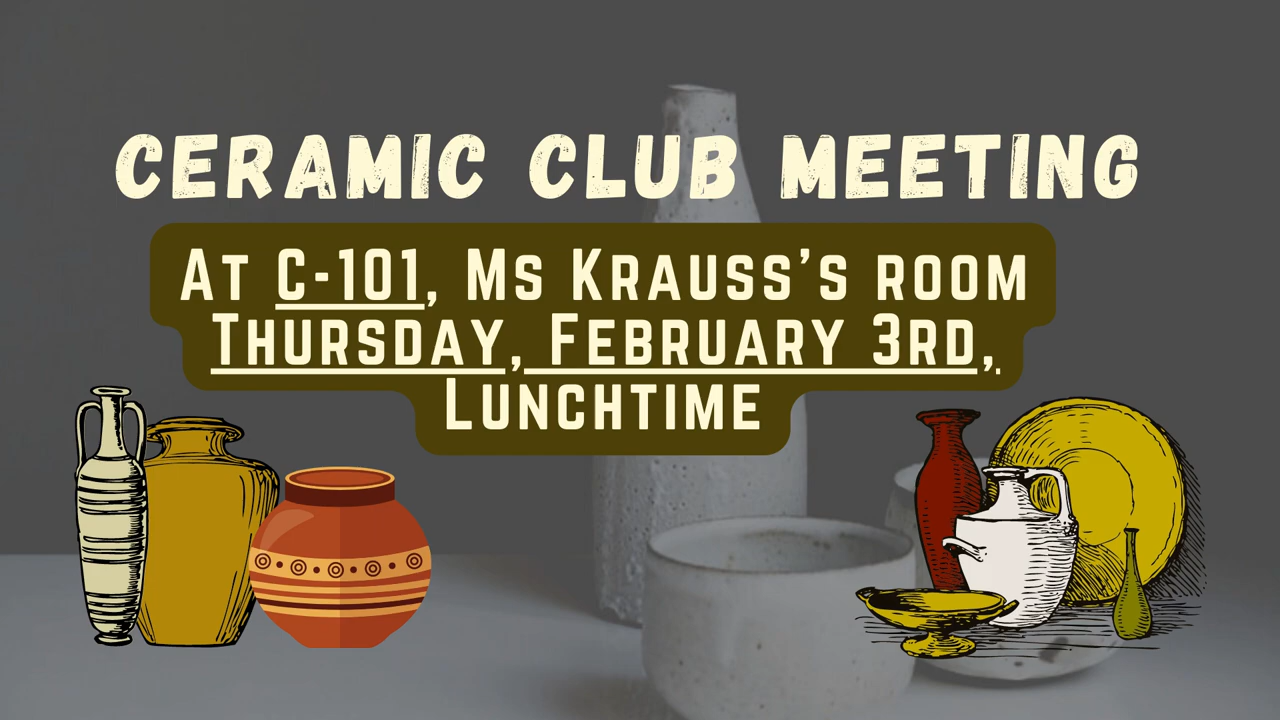 CERAMIC CLUB MEETING
At C-101, Ms Krauss's room
Thursday, February 3rd,
Lunchtime